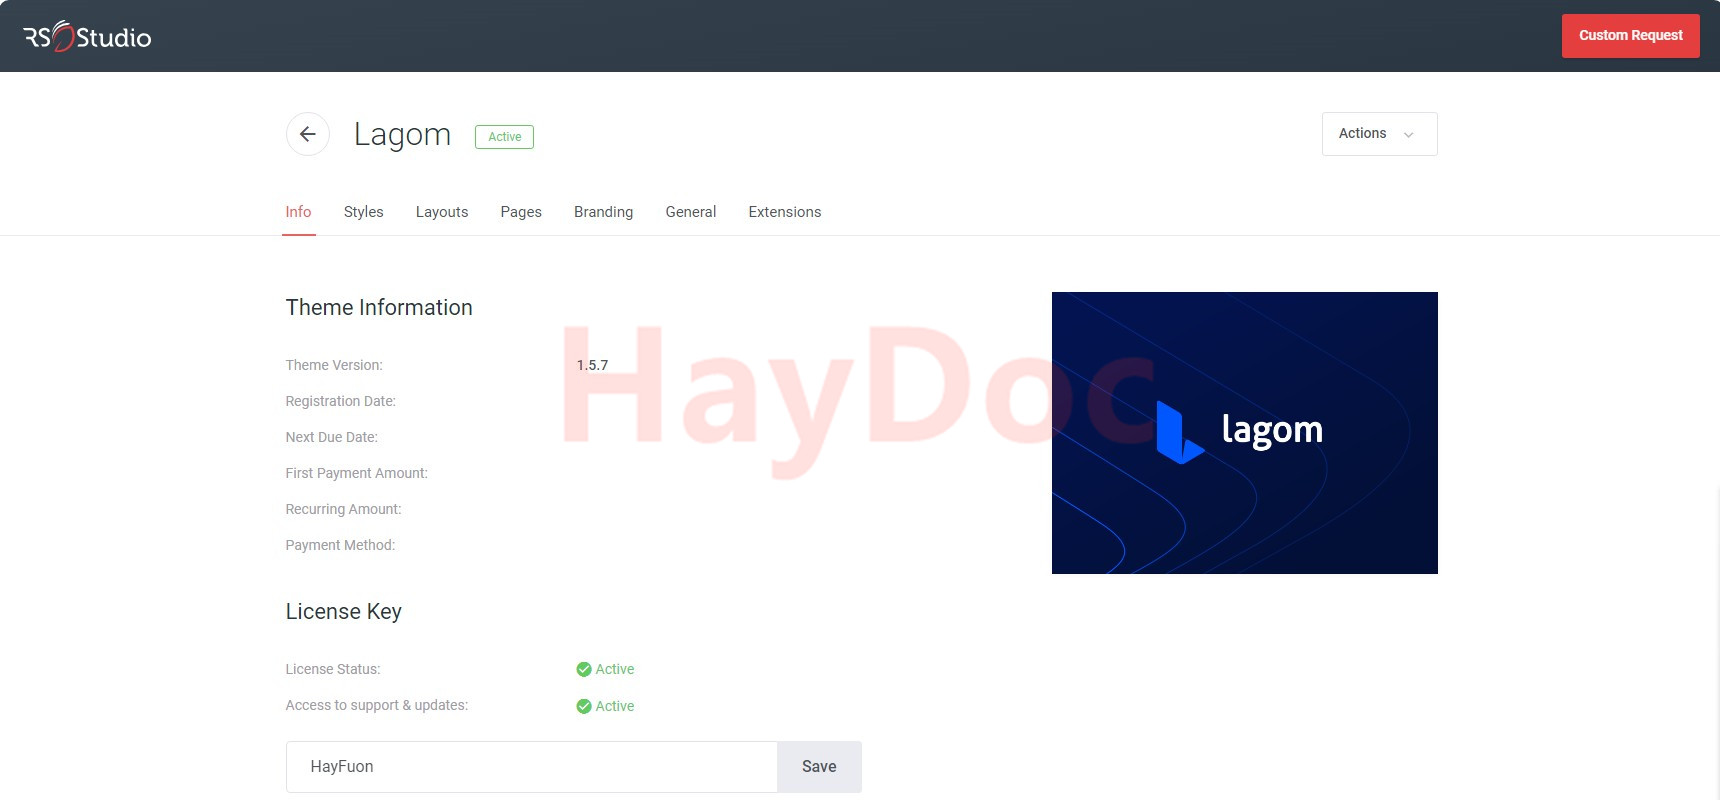 RS Studio
Custom Request
Lagom
Active
Actions
Info Styles Layouts Pages Branding General Extensions
Theme Information
Theme Version: 1.5.7
Registration Date:
Next Due Date:
First Payment Amount:
Recurring Amount:
Payment Method:
HayDoc
lagom
License Key
License Status: Active
Access to support & updates: Active
HayFuon
Save